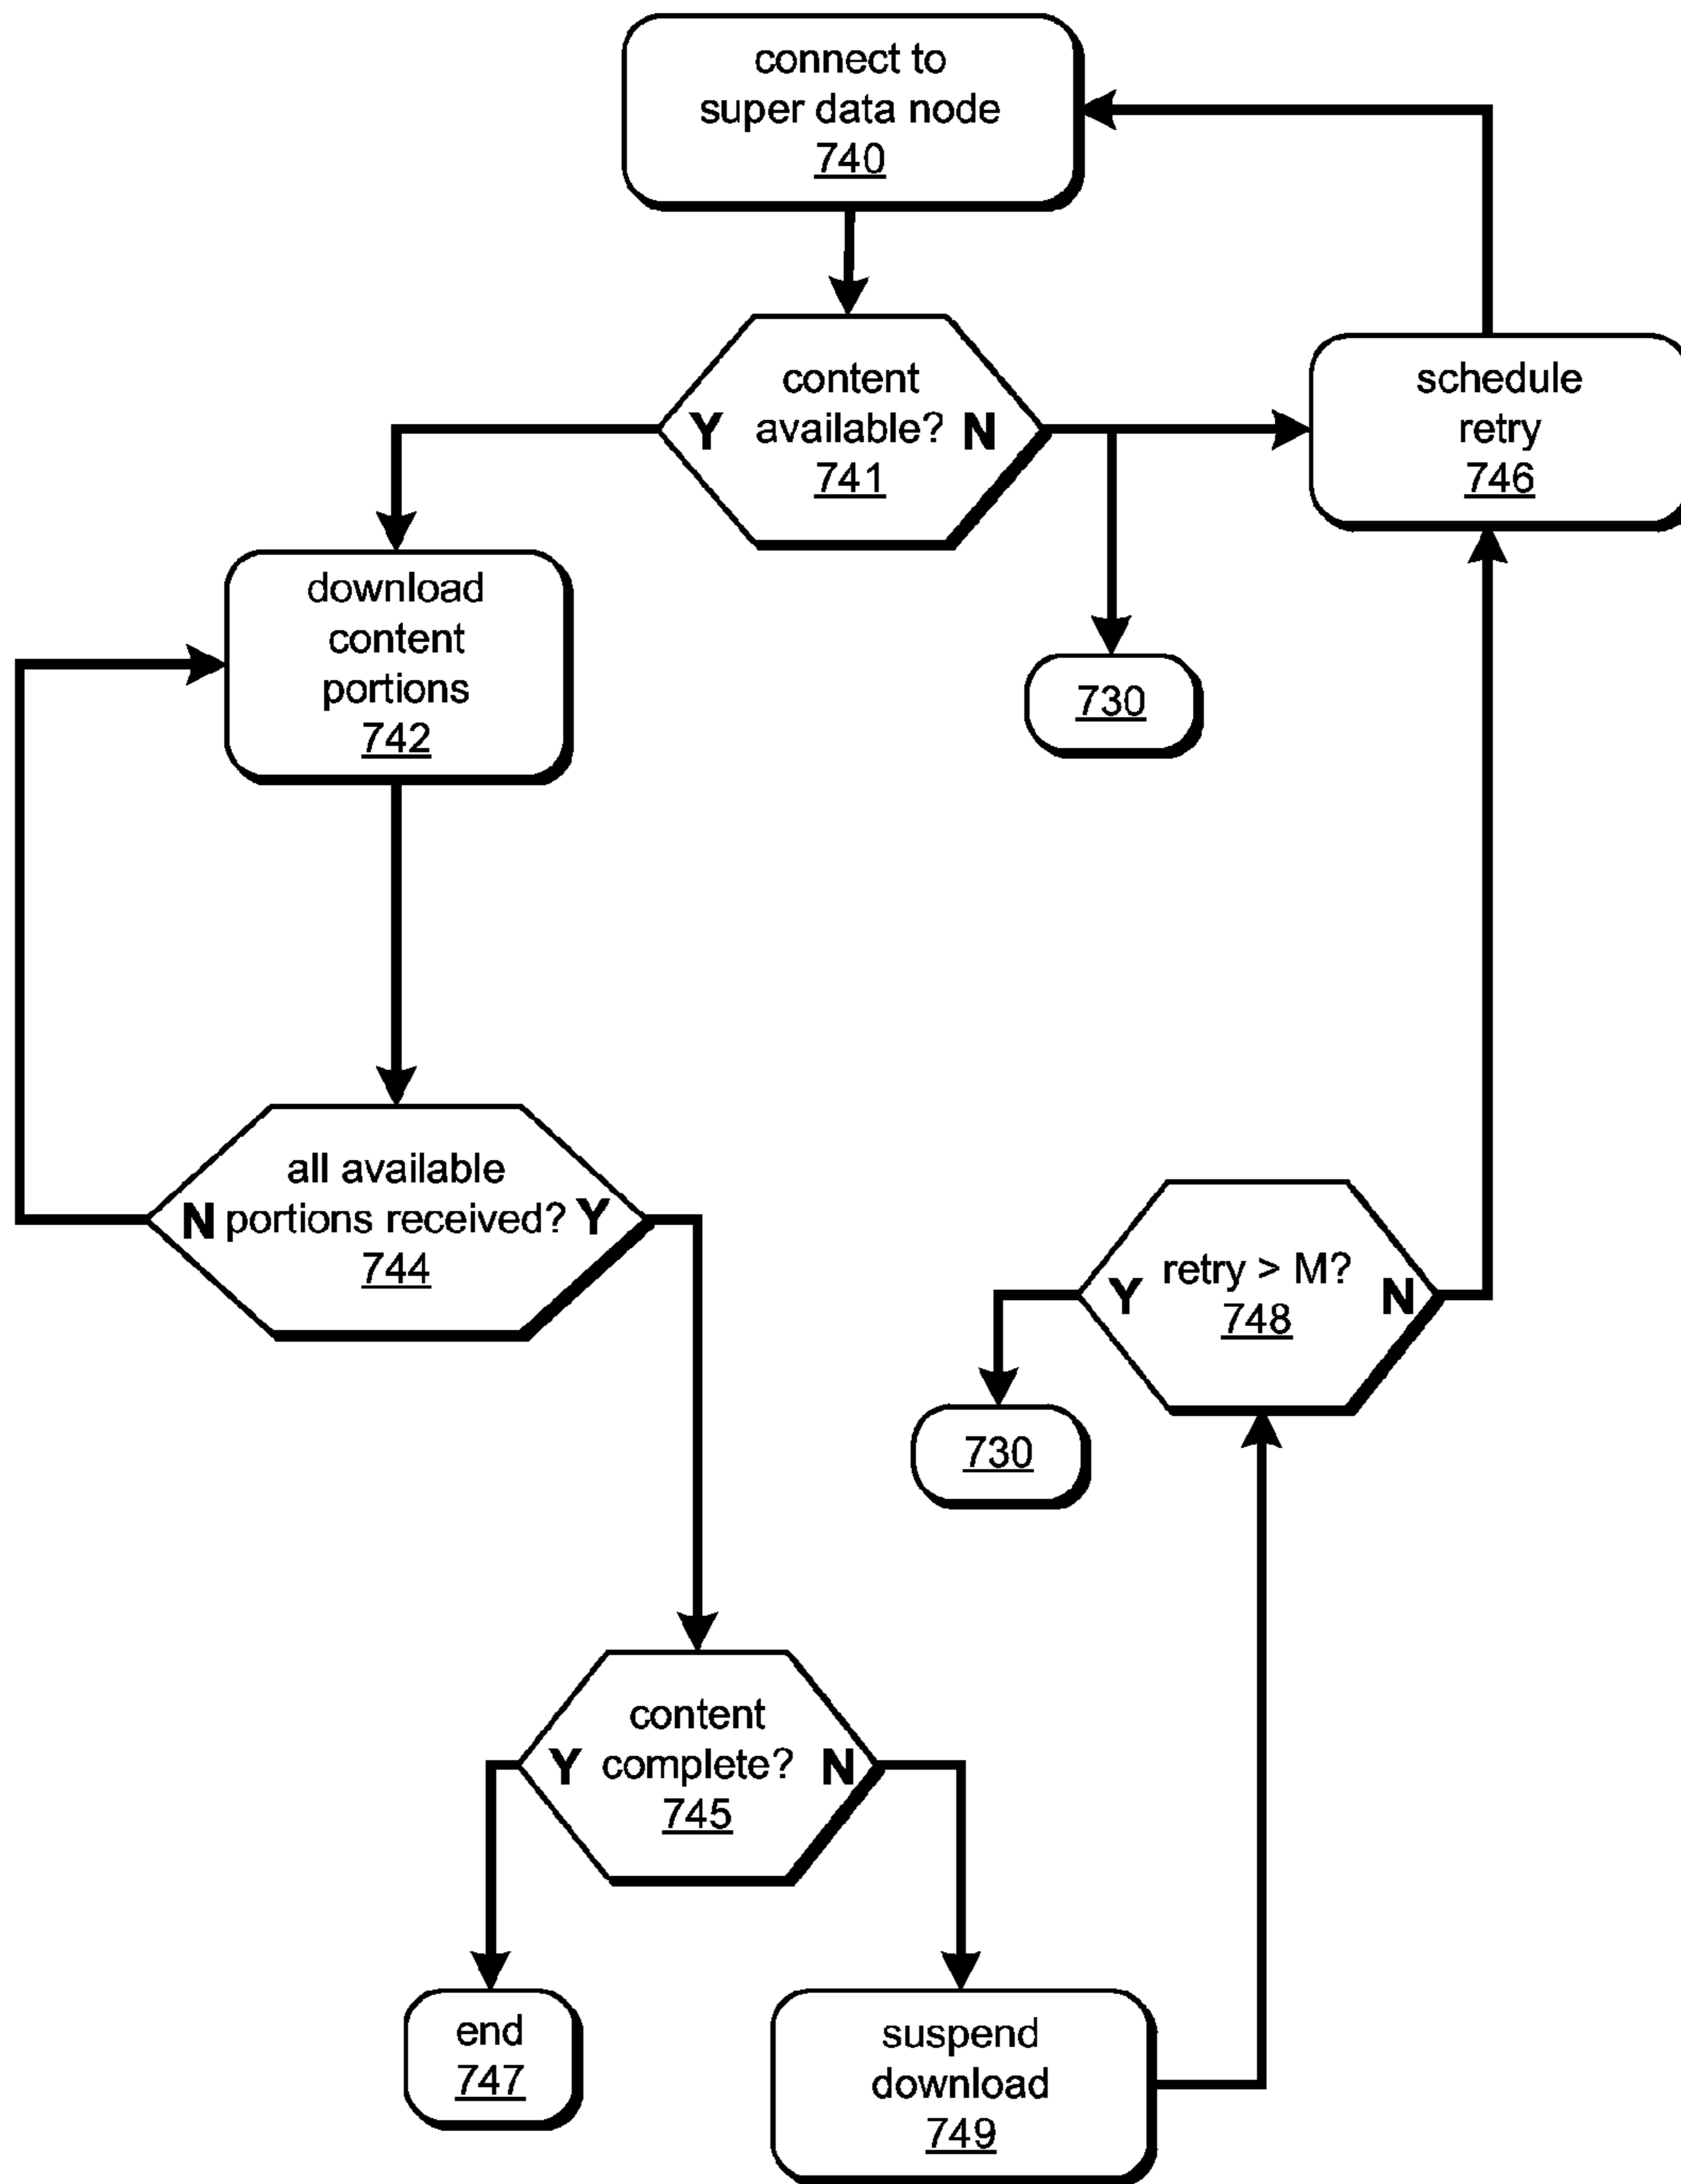 connect to
super data node
740
content
Y available? N
741
schedule
retry
746
download
content
portions
742
730
all available
N portions received? Y
744
retry > M?
Y N
748
730
content
Y complete? N
745
end
747
suspend
download
749